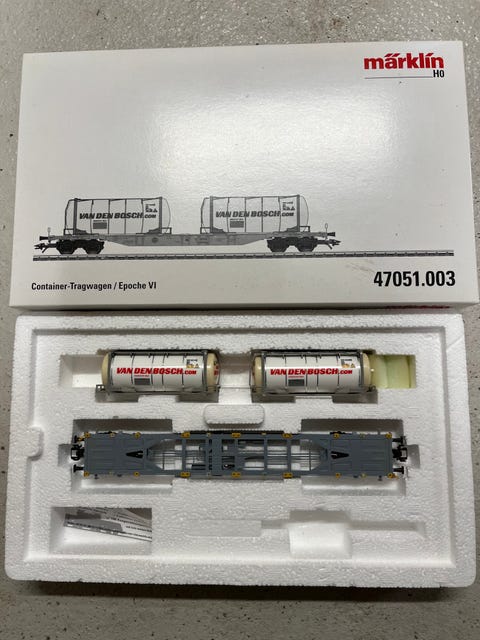 märklín
H0
VAN DEN BOSCH.COM
VAN DEN BOSCH.COM
47051.003
Container-Tragwagen / Epoche VI
VAN DEN BOSCH.COM
VAN DEN BOSCH.COM